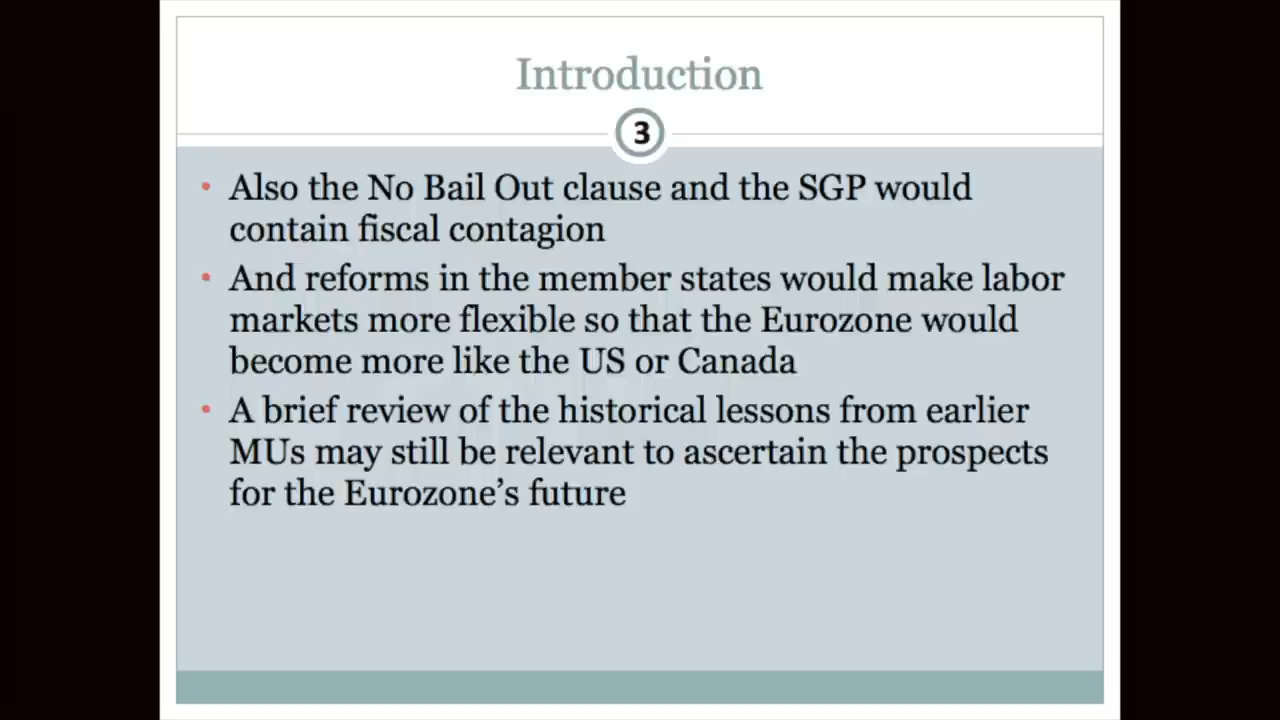 Introduction
3
• Also the No Bail Out clause and the SGP would
contain fiscal contagion
• And reforms in the member states would make labor
markets more flexible so that the Eurozone would
become more like the US or Canada
• A brief review of the historical lessons from earlier
MUs may still be relevant to ascertain the prospects
for the Eurozone’s future